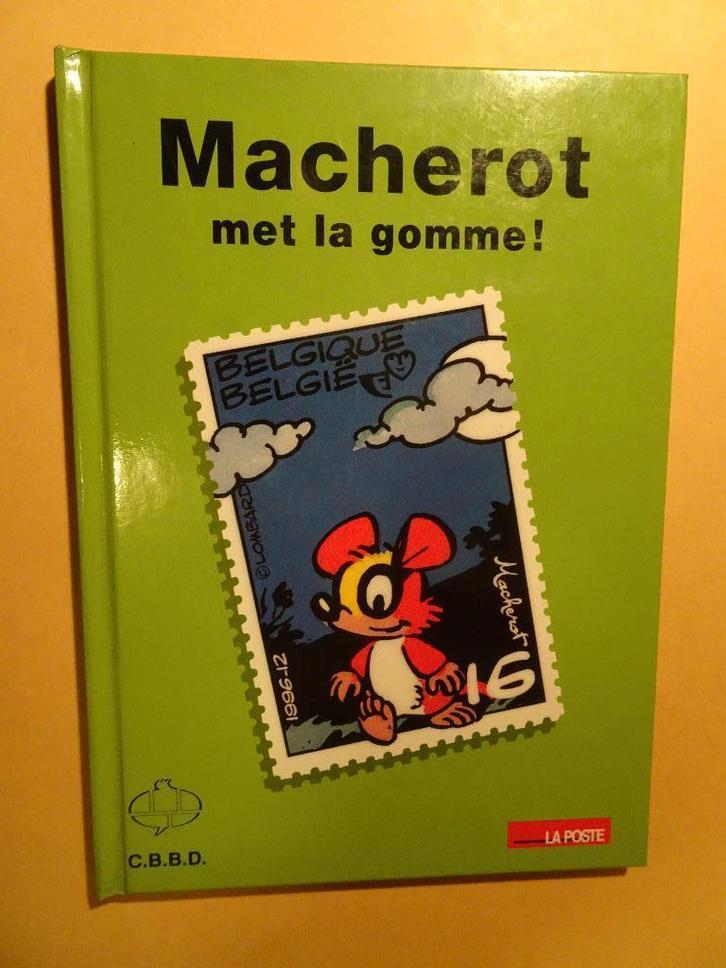 Macherot
met la gomme!
BELGIQUE
BELGIË
©LOMBARD
Macherot
1996-12
16
C.B.B.D.
LA POSTE